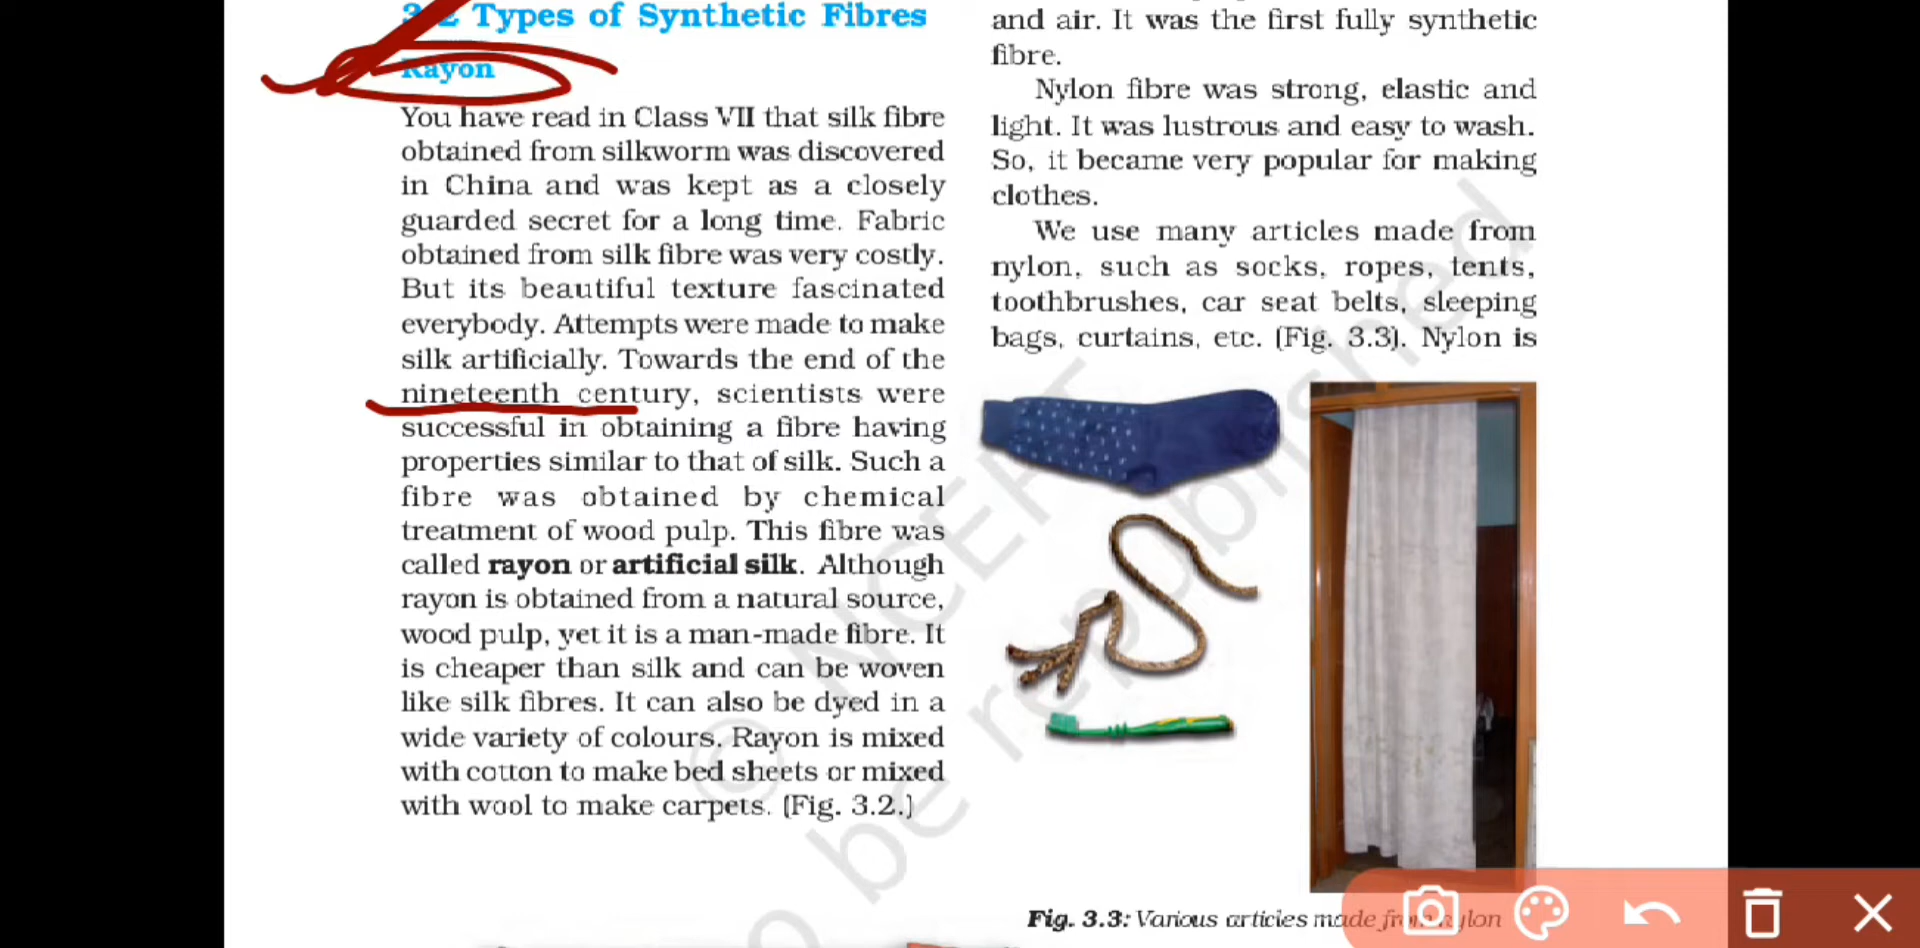 3.2 Types of Synthetic Fibres
Rayon
You have read in Class VII that silk fibre
obtained from silkworm was discovered
in China and was kept as a closely
guarded secret for a long time. Fabric
obtained from silk fibre was very costly.
But its beautiful texture fascinated
everybody. Attempts were made to make
silk artificially. Towards the end of the
nineteenth century, scientists were
successful in obtaining a fibre having
properties similar to that of silk. Such a
fibre was obtained by chemical
treatment of wood pulp. This fibre was
called rayon or artificial silk. Although
rayon is obtained from a natural source,
wood pulp, yet it is a man-made fibre. It
is cheaper than silk and can be woven
like silk fibres. It can also be dyed in a
wide variety of colours. Rayon is mixed
with cotton to make bed sheets or mixed
with wool to make carpets. (Fig. 3.2.)
and air. It was the first fully synthetic
fibre.
Nylon fibre was strong, elastic and
light. It was lustrous and easy to wash.
So, it became very popular for making
clothes.
We use many articles made from
nylon, such as socks, ropes, tents,
toothbrushes, car seat belts, sleeping
bags, curtains, etc. (Fig. 3.3). Nylon is
Fig. 3.3: Various articles made from nylon
© NCERT
be republished